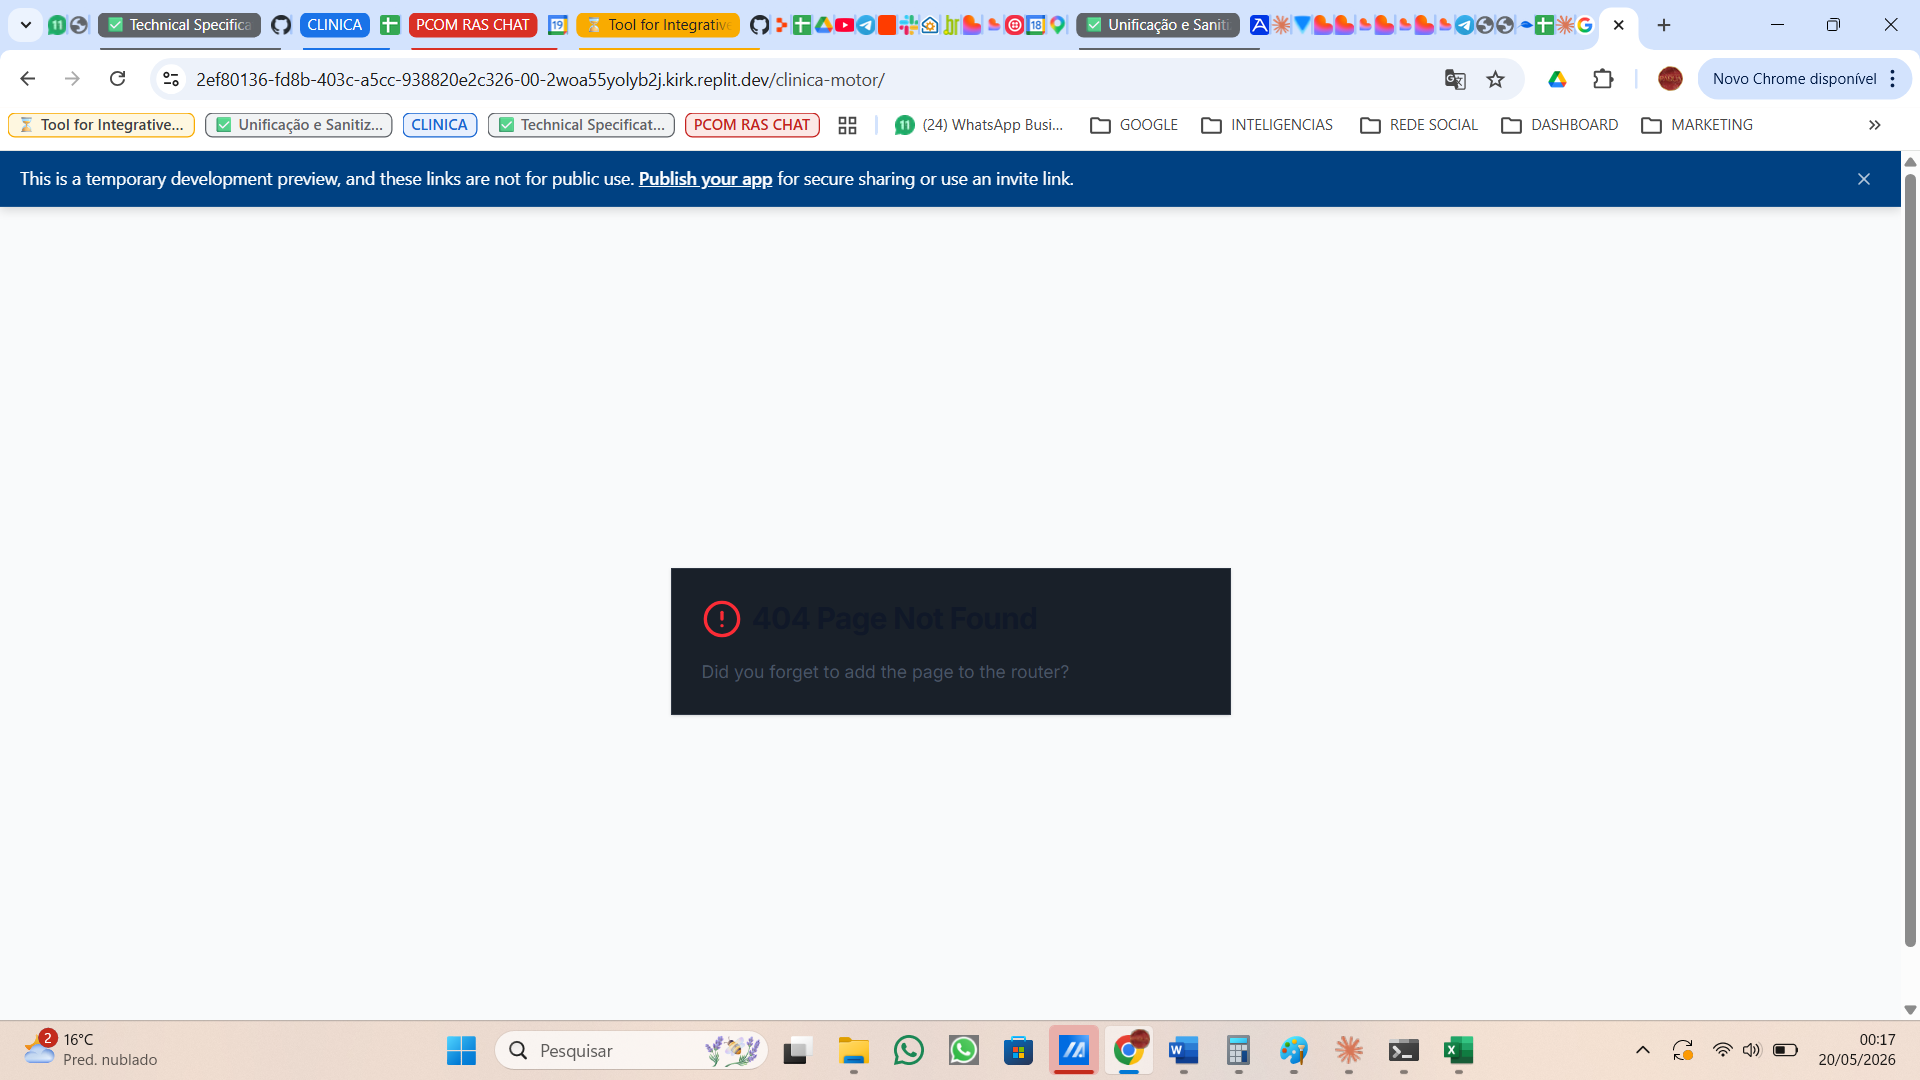 Technical Specifica
CLINICA
PCOM RAS CHAT
Tool for Integrative
Unificação e Saniti
2ef80136-fd8b-403c-a5cc-938820e2c326-00-2woa55yolyb2j.kirk.replit.dev/clinica-motor/
Novo Chrome disponível
Tool for Integrative...
Unificação e Sanitiz...
CLINICA
Technical Specificat...
PCOM RAS CHAT
(24) WhatsApp Busi...
GOOGLE
INTELIGENCIAS
REDE SOCIAL
DASHBOARD
MARKETING
This is a temporary development preview, and these links are not for public use. Publish your app for secure sharing or use an invite link.
404 Page Not Found
Did you forget to add the page to the router?
2
16°C
Pred. nublado
Pesquisar
00:17
20/05/2026